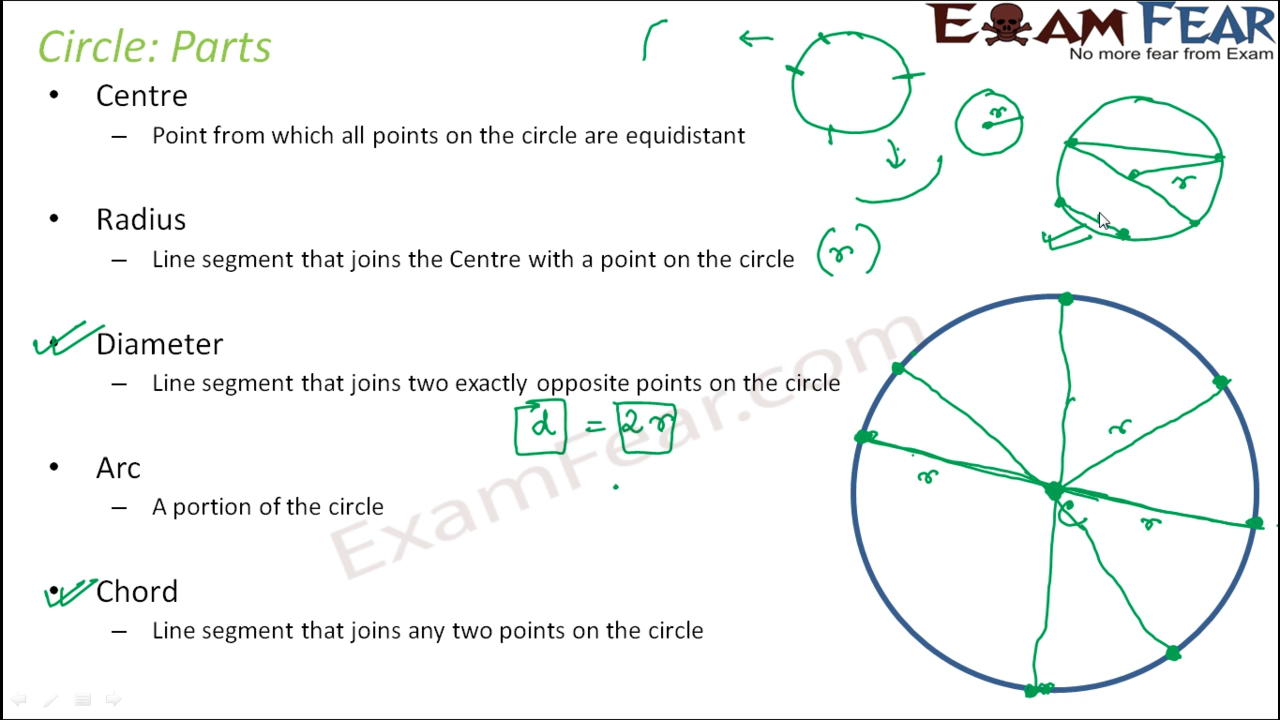 Circle: Parts
EXAM FEAR
No more fear from Exam
• Centre
– Point from which all points on the circle are equidistant
r
r
• Radius
– Line segment that joins the Centre with a point on the circle (r)
• Diameter
– Line segment that joins two exactly opposite points on the circle
d = 2r
r
r
r
• Arc
– A portion of the circle
• Chord
– Line segment that joins any two points on the circle
ExamFear.com